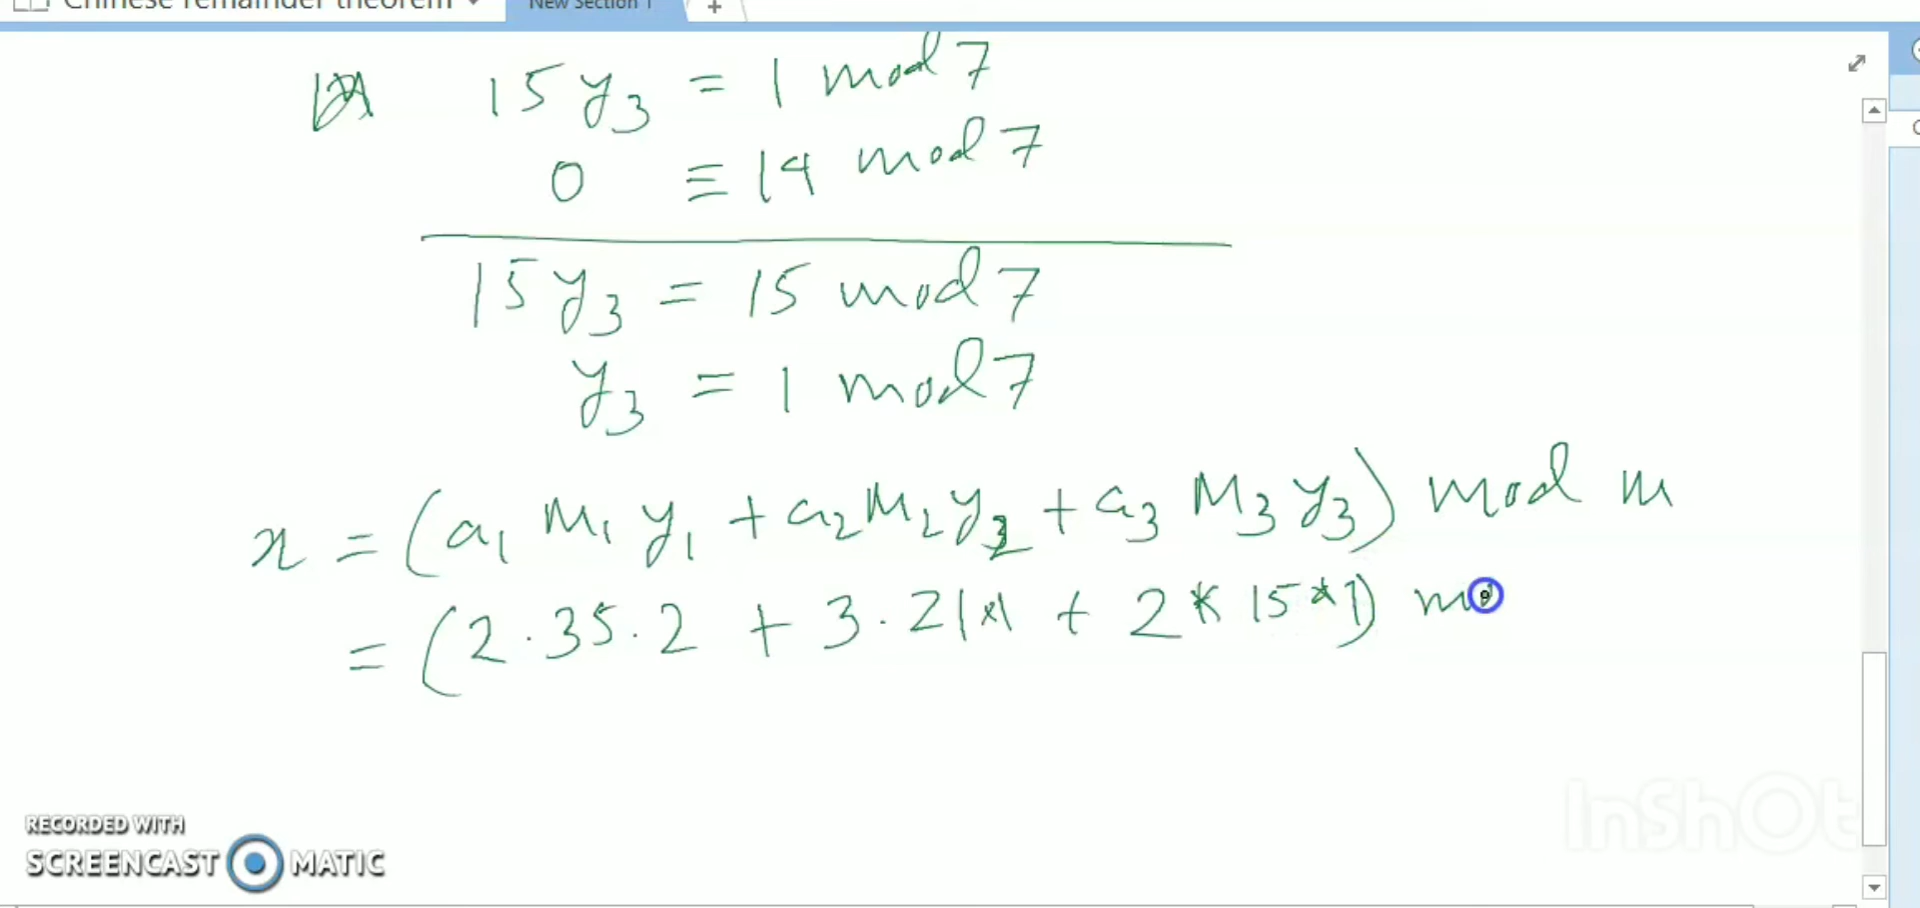 Chinese remainder theorem
New Section 1
+
15 y₃ = 1 mod 7
0 ≡ 14 mod 7
15 y₃ = 15 mod 7
y₃ = 1 mod 7
x = (a₁ M₁ y₁ + a₂ M₂ y₂ + a₃ M₃ y₃) mod m
= (2.35.2 + 3.21*1 + 2*15*1)
RECORDED WITH
SCREENCAST MATIC
InShOt